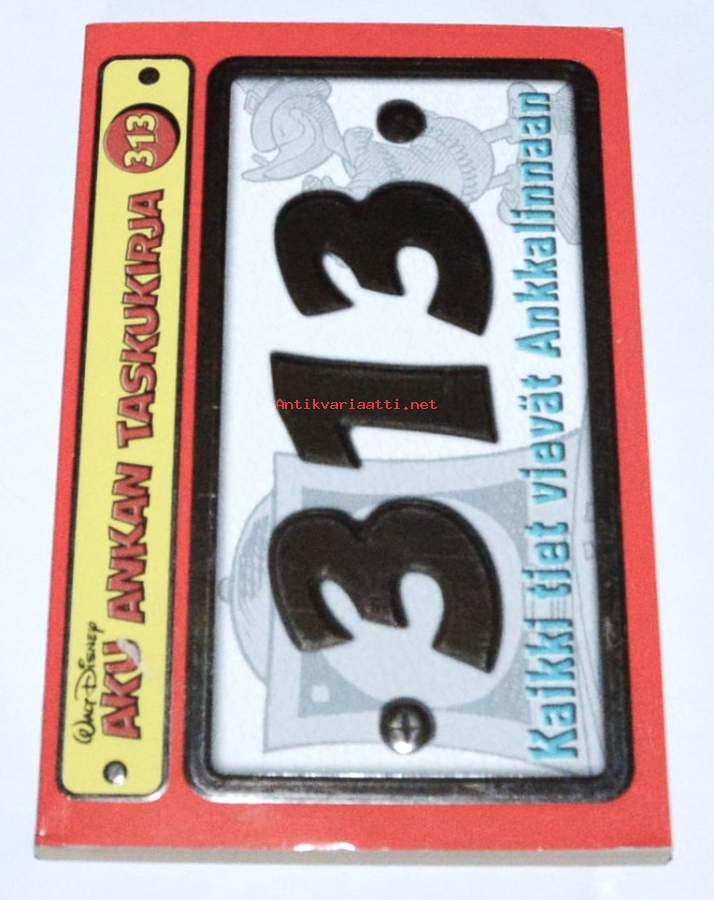 Walt Disney
AKU ANKAN TASKUKIRJA 313
313
Kaikki tiet vievät Ankkalinnaan
Antikvariaatti.net